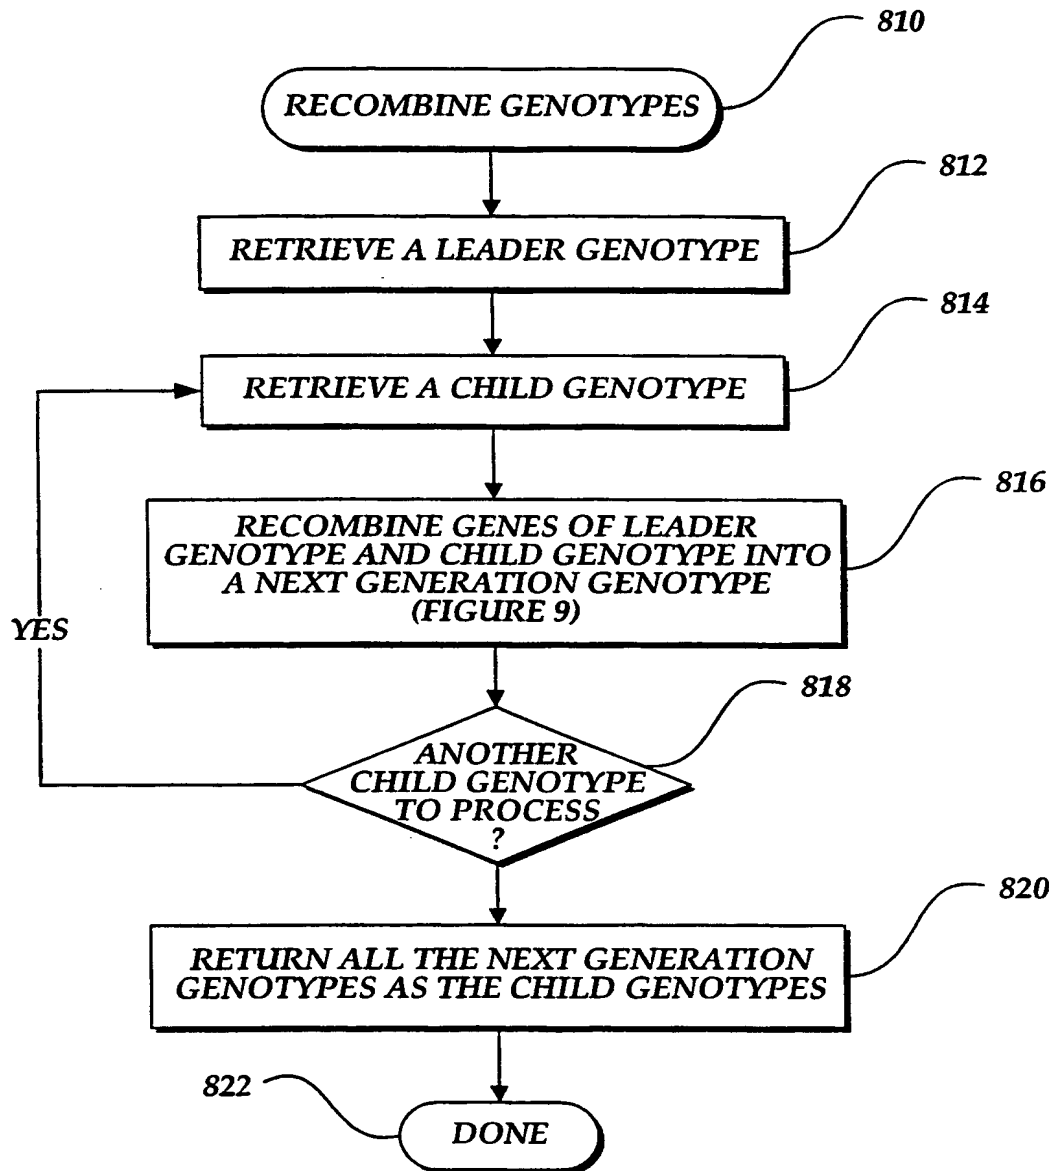 810
RECOMBINE GENOTYPES
812
RETRIEVE A LEADER GENOTYPE
814
RETRIEVE A CHILD GENOTYPE
816
RECOMBINE GENES OF LEADER
GENOTYPE AND CHILD GENOTYPE INTO
A NEXT GENERATION GENOTYPE
(FIGURE 9)
YES
818
ANOTHER
CHILD GENOTYPE
TO PROCESS
?
820
RETURN ALL THE NEXT GENERATION
GENOTYPES AS THE CHILD GENOTYPES
822
DONE